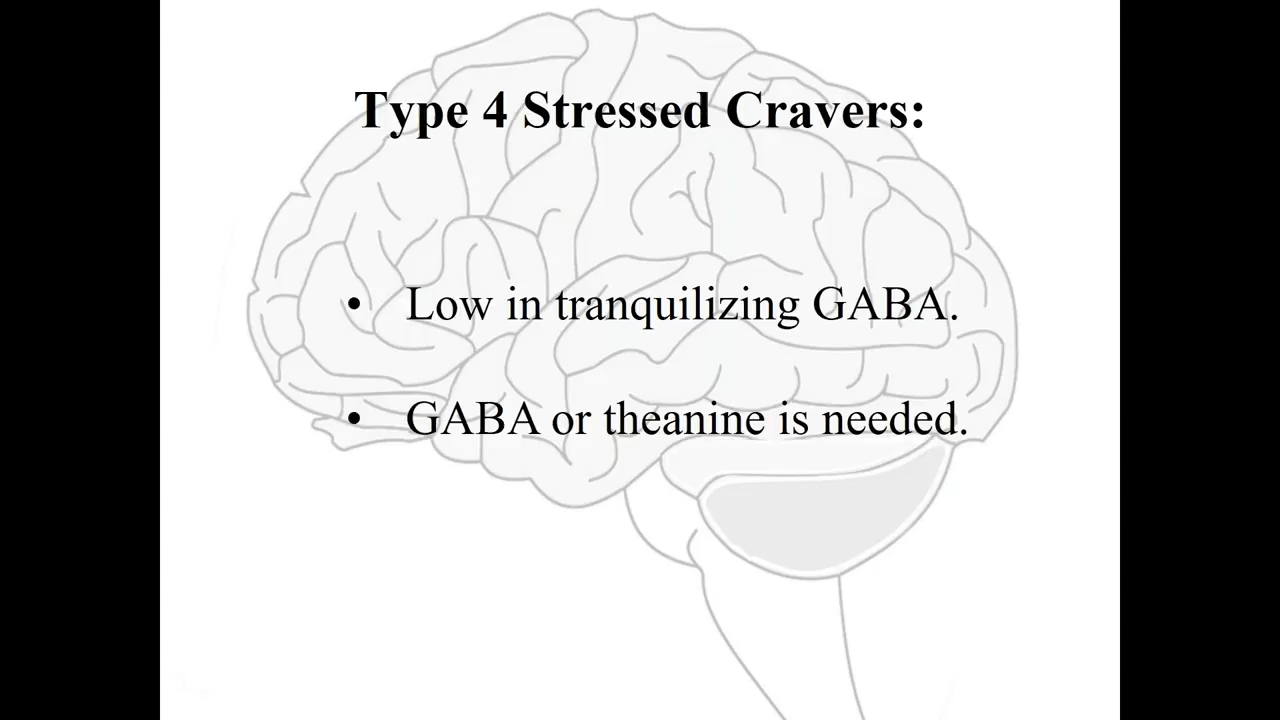 Type 4 Stressed Cravers:
• Low in tranquilizing GABA.
• GABA or theanine is needed.